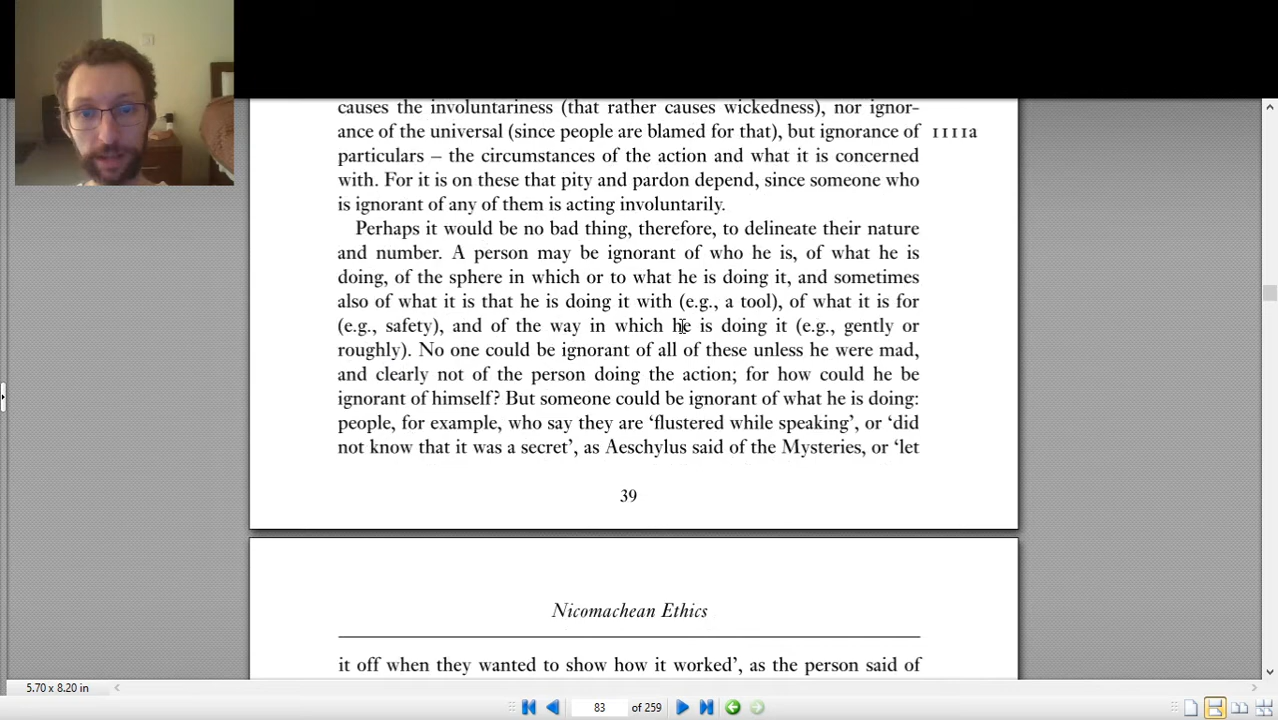 causes the involuntariness (that rather causes wickedness), nor ignor-
ance of the universal (since people are blamed for that), but ignorance of 1111a
particulars – the circumstances of the action and what it is concerned
with. For it is on these that pity and pardon depend, since someone who
is ignorant of any of them is acting involuntarily.
Perhaps it would be no bad thing, therefore, to delineate their nature
and number. A person may be ignorant of who he is, of what he is
doing, of the sphere in which or to what he is doing it, and sometimes
also of what it is that he is doing it with (e.g., a tool), of what it is for
(e.g., safety), and of the way in which he is doing it (e.g., gently or
roughly). No one could be ignorant of all of these unless he were mad,
and clearly not of the person doing the action; for how could he be
ignorant of himself? But someone could be ignorant of what he is doing:
people, for example, who say they are ‘flustered while speaking’, or ‘did
not know that it was a secret’, as Aeschylus said of the Mysteries, or ‘let
39
Nicomachean Ethics
it off when they wanted to show how it worked’, as the person said of
5.70 x 8.20 in
83 of 259